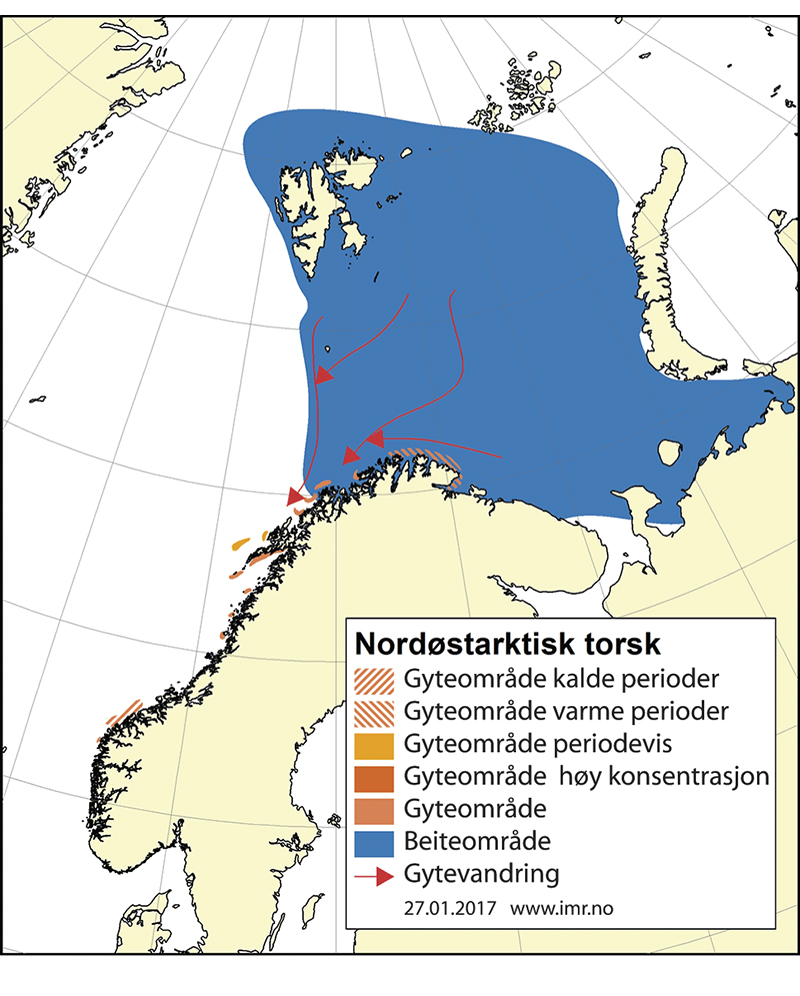 Nordøstarktisk torsk
Gyteområde kalde perioder
Gyteområde varme perioder
Gyteområde periodevis
Gyteområde høy konsentrasjon
Gyteområde
Beiteområde
Gytevandring
27.01.2017 www.imr.no